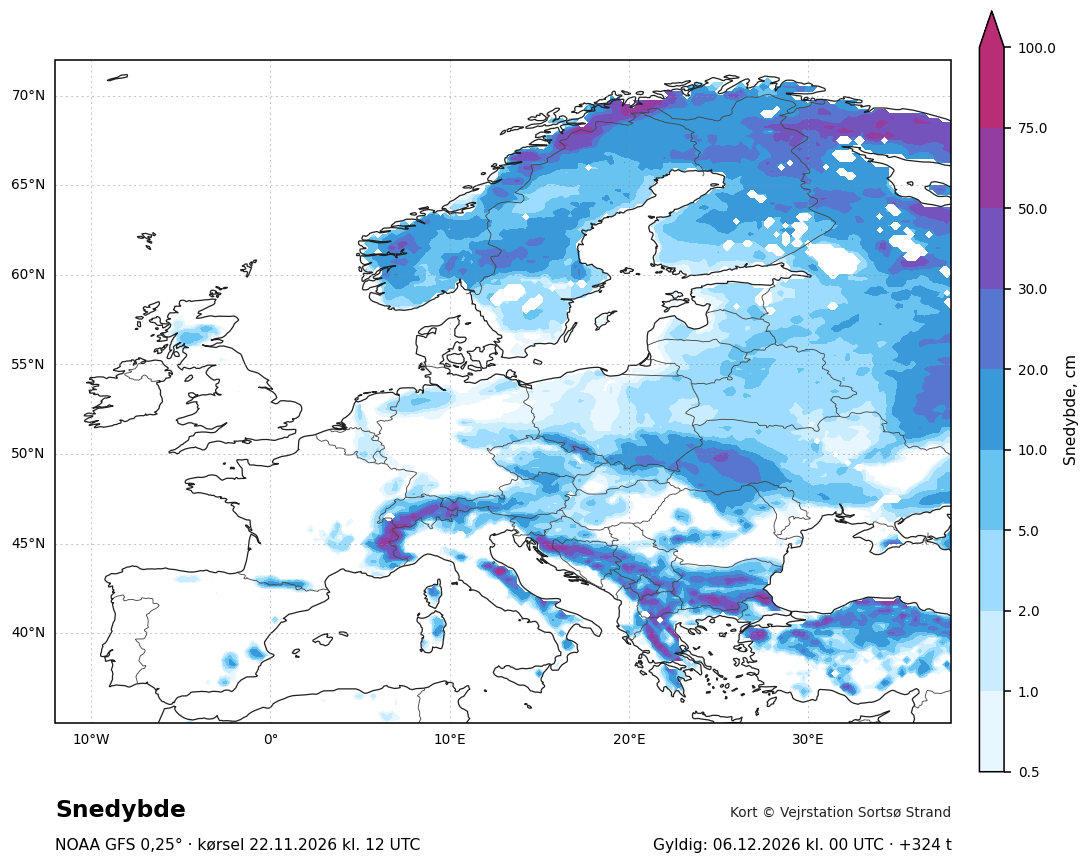 70°N
65°N
60°N
55°N
50°N
45°N
40°N
10°W
0°
10°E
20°E
30°E
100.0
75.0
50.0
30.0
20.0
10.0
5.0
2.0
1.0
0.5
Snedybde, cm
Snedybde
Kort © Vejrstation Sortsø Strand
NOAA GFS 0,25° · kørsel 22.11.2026 kl. 12 UTC
Gyldig: 06.12.2026 kl. 00 UTC · +324 t